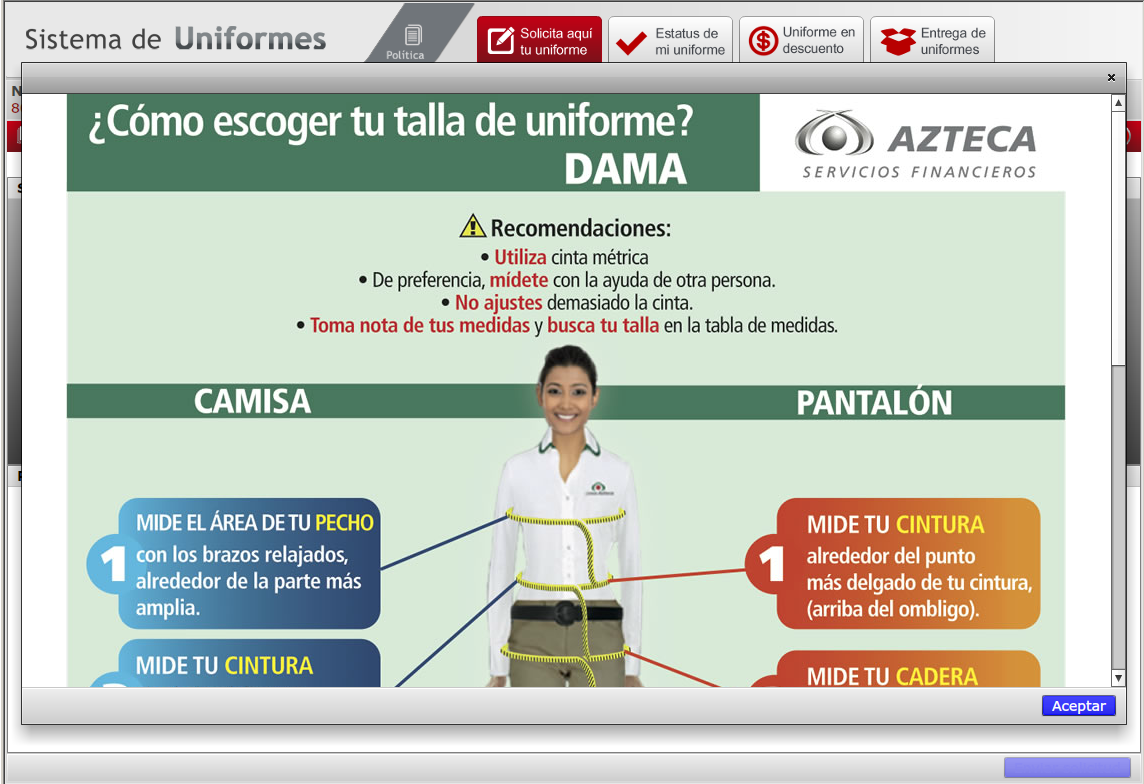 Sistema de Uniformes
Política
Solicita aquí
tu uniforme
Estatus de
mi uniforme
Uniforme en
descuento
Entrega de
uniformes
¿Cómo escoger tu talla de uniforme?
DAMA
AZTECA
SERVICIOS FINANCIEROS
Recomendaciones:
• Utiliza cinta métrica
• De preferencia, mídete con la ayuda de otra persona.
• No ajustes demasiado la cinta.
• Toma nota de tus medidas y busca tu talla en la tabla de medidas.
CAMISA
PANTALÓN
1
MIDE EL ÁREA DE TU PECHO
con los brazos relajados,
alrededor de la parte más
amplia.
1
MIDE TU CINTURA
alrededor del punto
más delgado de tu cintura,
(arriba del ombligo).
MIDE TU CINTURA
MIDE TU CADERA
Aceptar